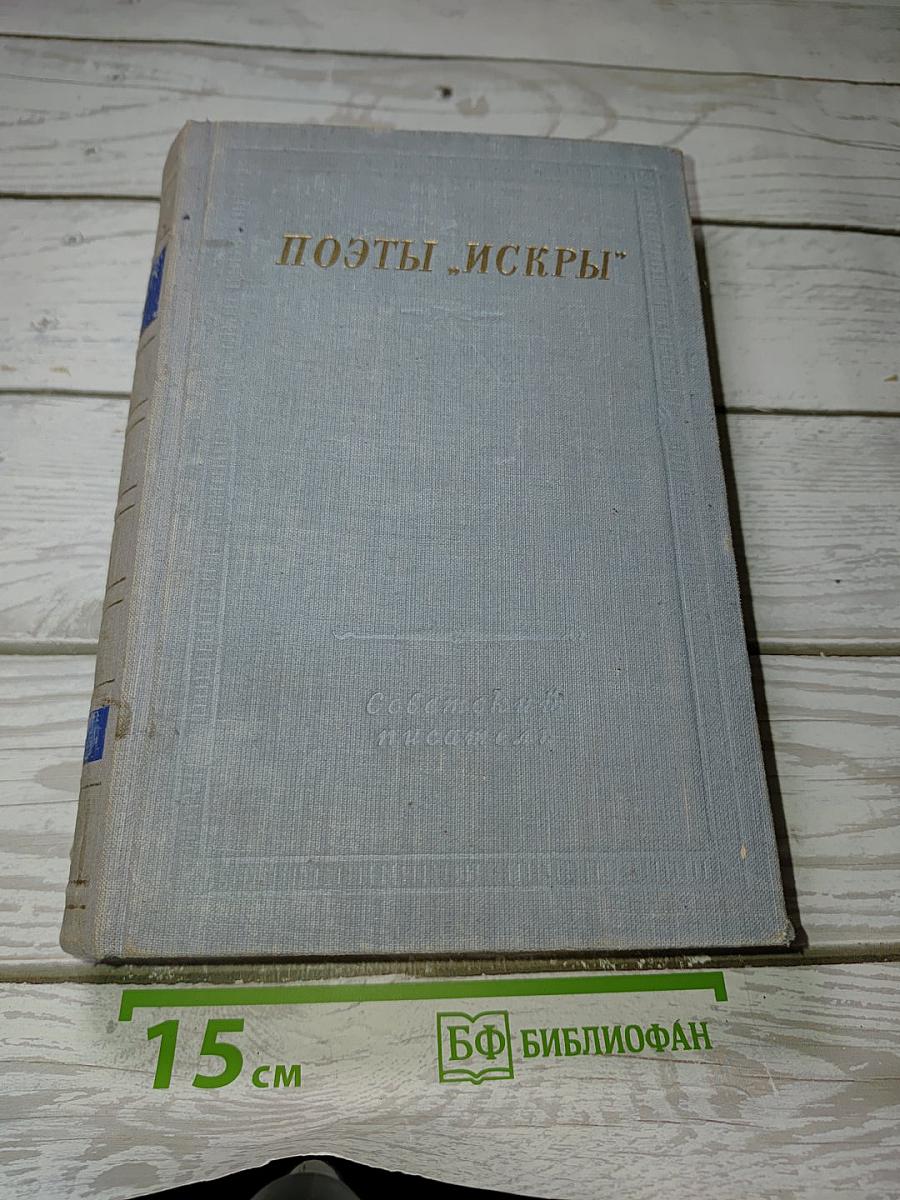 ПОЭТЫ „ИСКРЫ"
Советский
писатель
15 см
БФ БИБЛИОФАН